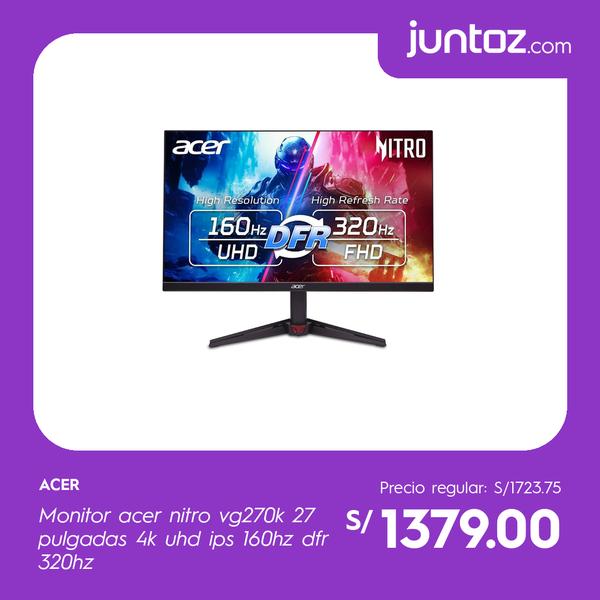 juntoz.com
acer
NITRO
High Resolution
High Refresh Rate
160Hz
UHD
DFR
320Hz
FHD
acer
ACER
Monitor acer nitro vg270k 27
pulgadas 4k uhd ips 160hz dfr
320hz
Precio regular: S/1723.75
S/ 1379.00